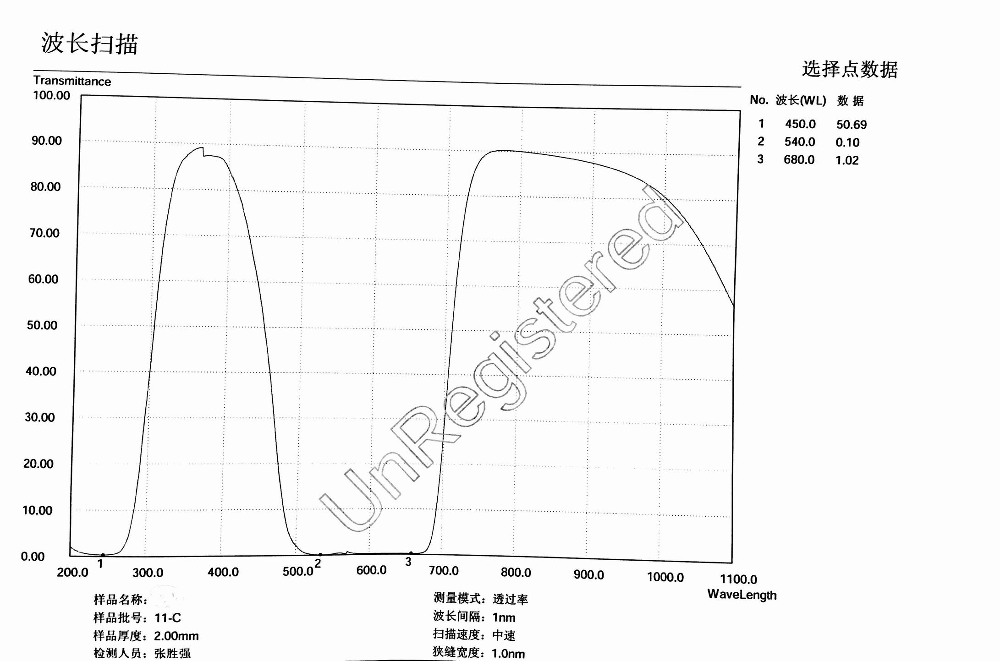 波长扫描
选择点数据
Transmittance
No. 波长(WL) 数 据
1 450.0 50.69
2 540.0 0.10
3 680.0 1.02
100.00
90.00
80.00
70.00
60.00
50.00
40.00
30.00
20.00
10.00
0.00
1 2 3
200.0 300.0 400.0 500.0 600.0 700.0 800.0 900.0 1000.0 1100.0
WaveLength
UnRegistered
样品名称：
样品批号：11-C
样品厚度：2.00mm
检测人员：张胜强
测量模式：透过率
波长间隔：1nm
扫描速度：中速
狭缝宽度：1.0nm